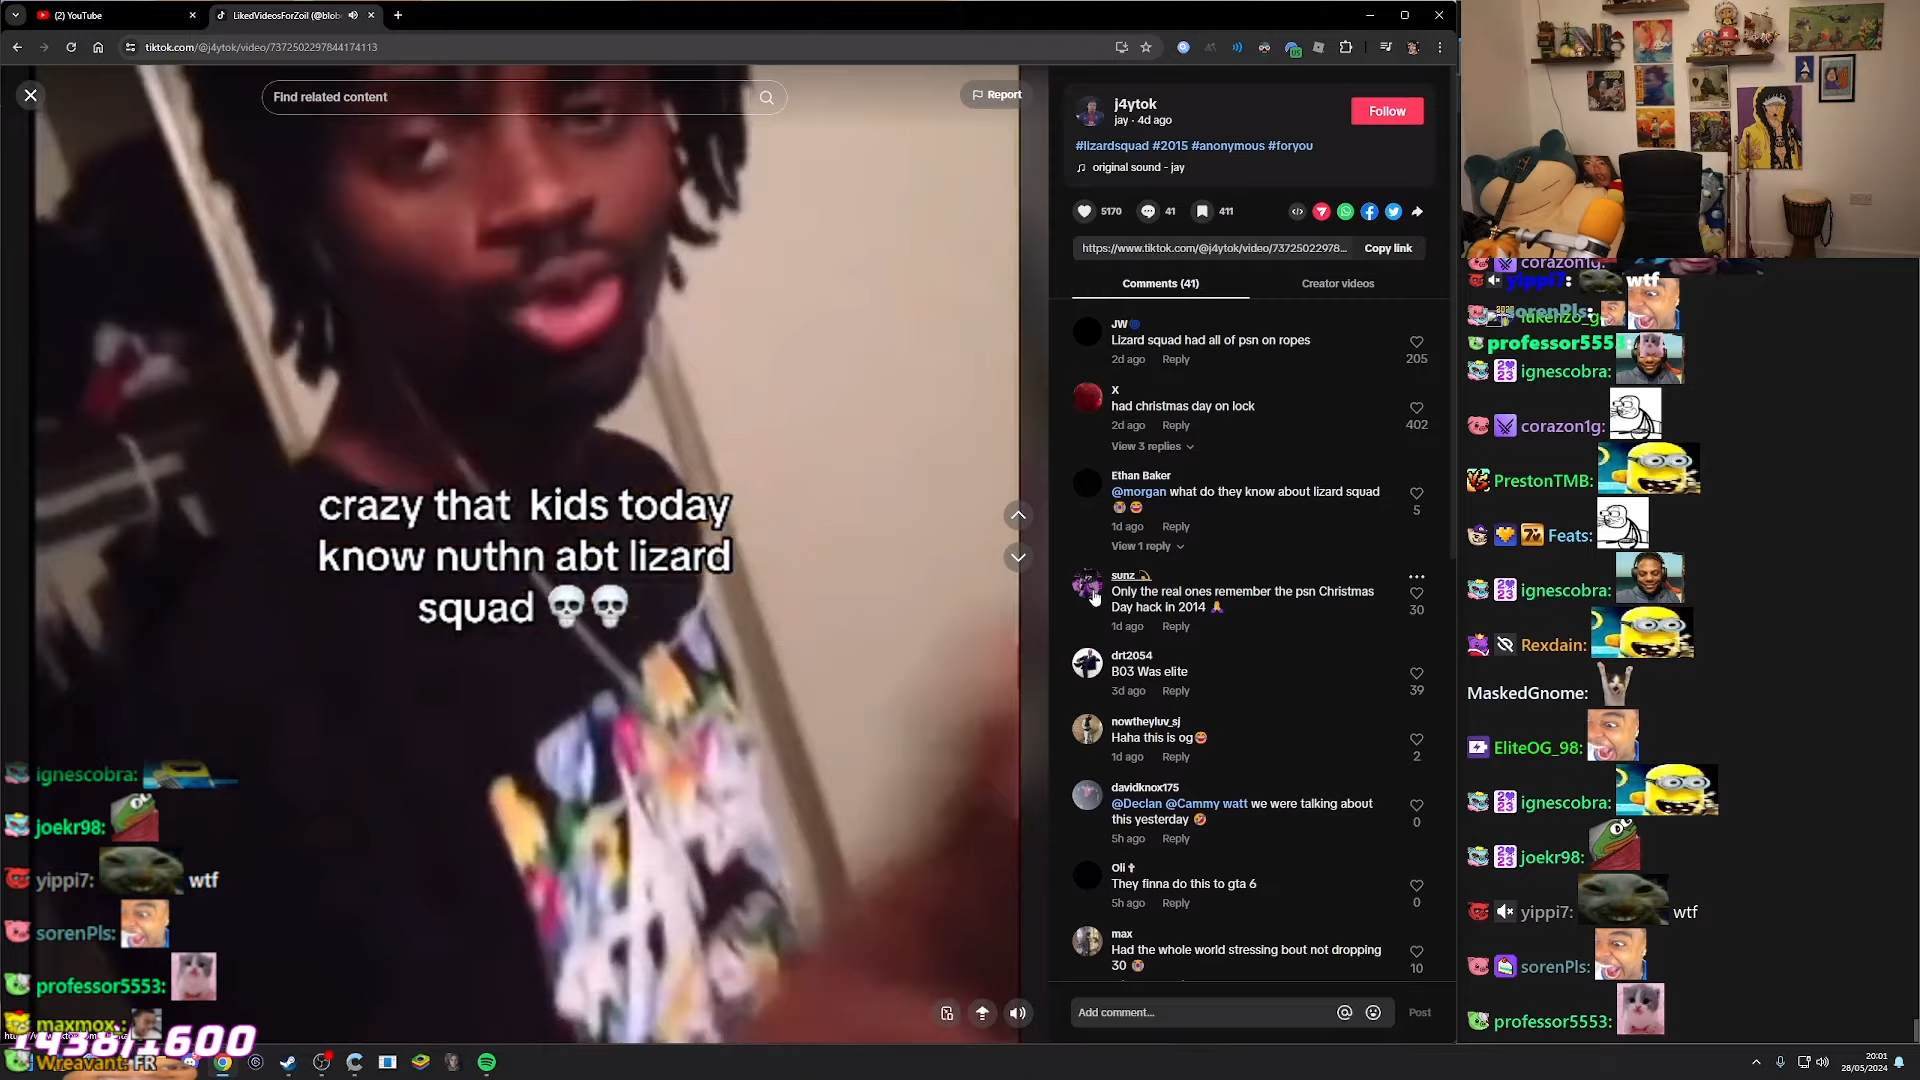 (2) YouTube
LikedVideosForZoil (@blob
tiktok.com/@j4ytok/video/7372502297844174113
Find related content
Report
crazy that kids today
know nuthn abt lizard
squad 💀💀
j4ytok
jay · 4d ago
Follow
#lizardsquad #2015 #anonymous #foryou
♫ original sound - jay
5170
41
411
https://www.tiktok.com/@j4ytok/video/73725022978...
Copy link
Comments (41)
Creator videos
JW
Lizard squad had all of psn on ropes
2d ago Reply
205
X
had christmas day on lock
2d ago Reply
402
View 3 replies
Ethan Baker
@morgan what do they know about lizard squad
😭😂
1d ago Reply
5
View 1 reply
sunz
Only the real ones remember the psn Christmas
Day hack in 2014 🙏
1d ago Reply
30
drt2054
B03 Was elite
3d ago Reply
39
nowtheyluv_sj
Haha this is og😂
1d ago Reply
2
davidknox175
@Declan @Cammy watt we were talking about
this yesterday 🤣
5h ago Reply
0
Oli ✝
They finna do this to gta 6
5h ago Reply
0
max
Had the whole world stressing bout not dropping
30 😭
10
Add comment...
Post
ignescobra:
joekr98:
yippi7: wtf
sorenPls:
professor5553:
maxmox_:
1438/1600
Wreavant: FR
corazon1g:
yippi7: wtf
sorenPls:
professor5553:
ignescobra:
corazon1g:
PrestonTMB:
Feats:
ignescobra:
Rexdain:
MaskedGnome:
EliteOG_98:
ignescobra:
joekr98:
yippi7: wtf
sorenPls:
professor5553:
20:01
28/05/2024